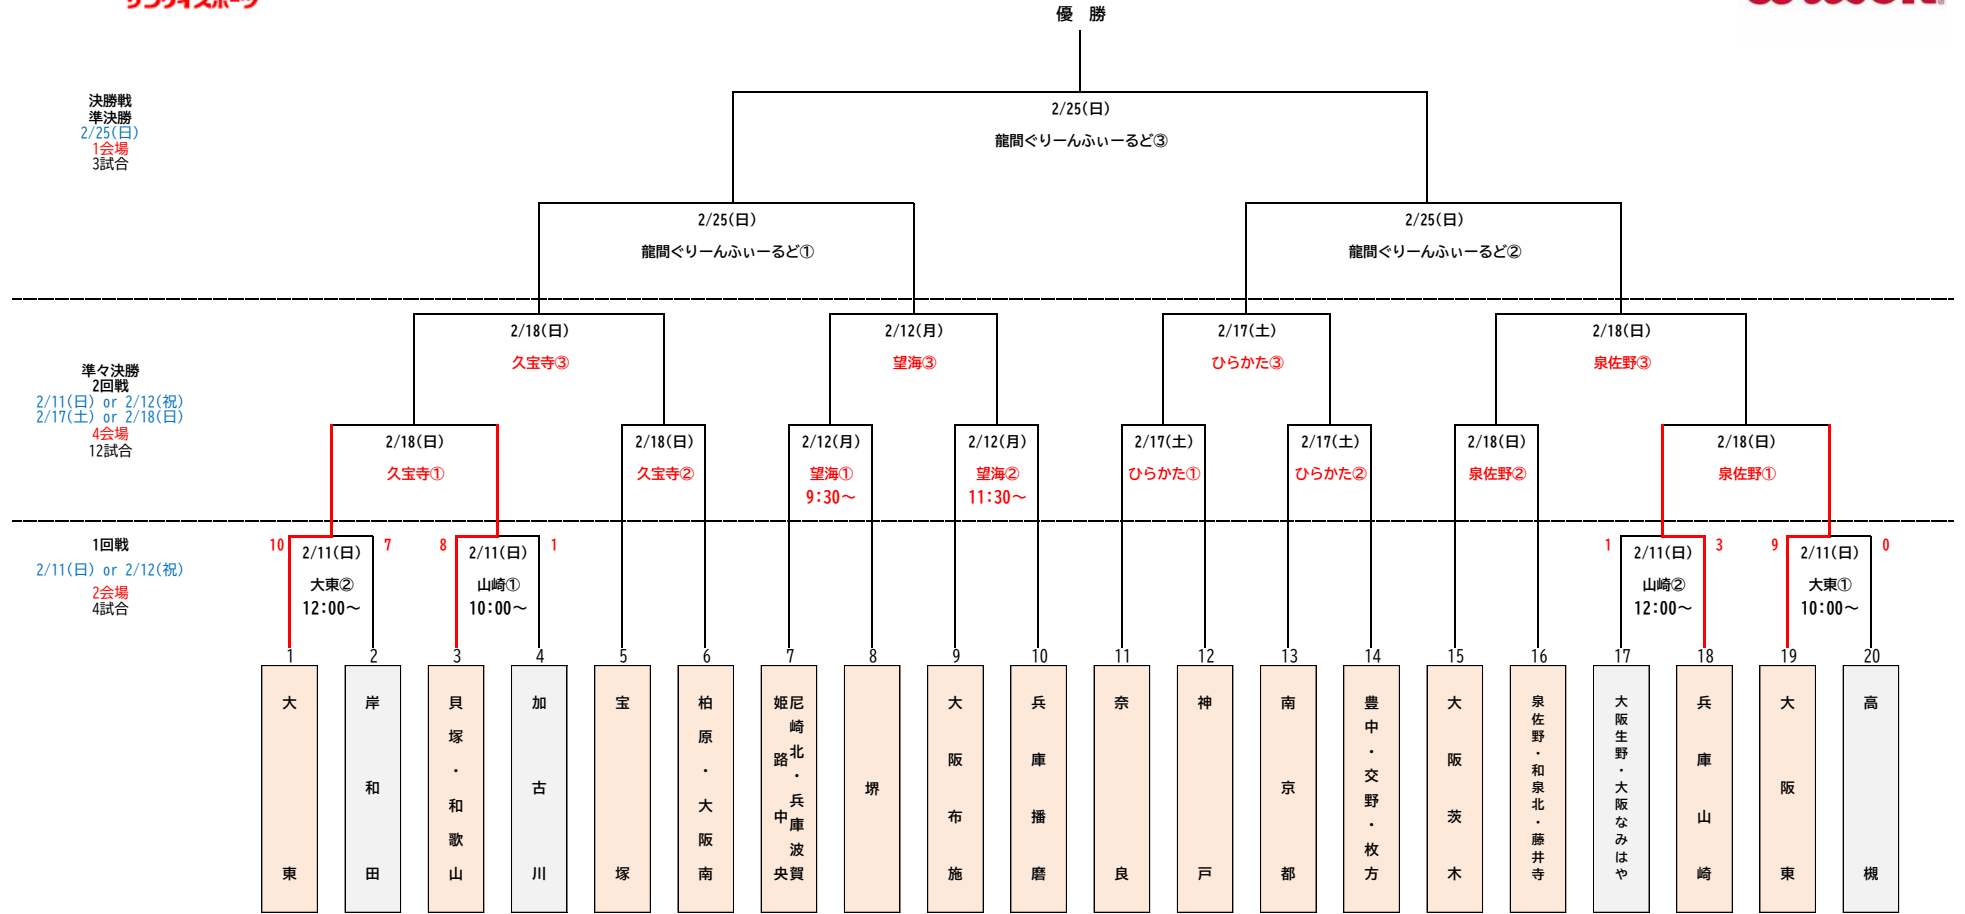 サンケイスポーツ
優 勝
決勝戦
準決勝
2/25(日)
1会場
3試合
2/25(日)
龍間ぐりーんふぃーるど③
2/25(日)
龍間ぐりーんふぃーるど①
2/25(日)
龍間ぐりーんふぃーるど②
準々決勝
2回戦
2/11(日) or 2/12(祝)
2/17(土) or 2/18(日)
4会場
12試合
2/18(日)
久宝寺③
2/12(月)
望海③
2/17(土)
ひらかた③
2/18(日)
泉佐野③
2/18(日)
久宝寺①
2/18(日)
久宝寺②
2/12(月)
望海①
9:30～
2/12(月)
望海②
11:30～
2/17(土)
ひらかた①
2/17(土)
ひらかた②
2/18(日)
泉佐野②
2/18(日)
泉佐野①
1回戦
2/11(日) or 2/12(祝)
2会場
4試合
10
2/11(日)
大東②
12:00～
7
8
2/11(日)
山崎①
10:00～
1
1
2/11(日)
山崎②
12:00～
3
9
2/11(日)
大東①
10:00～
0
1
大東
2
岸和田
3
貝塚・和歌山
4
加古川
5
宝塚
6
柏原・大阪南
7
尼崎北・兵庫波賀
姫路中央
8
堺
9
大阪布施
10
兵庫播磨
11
奈良
12
神戸
13
南京都
14
豊中・交野・枚方
15
大阪茨木
16
泉佐野・和泉北・藤井寺
17
大阪生野・大阪なみはや
18
兵庫山崎
19
大阪東
20
高槻